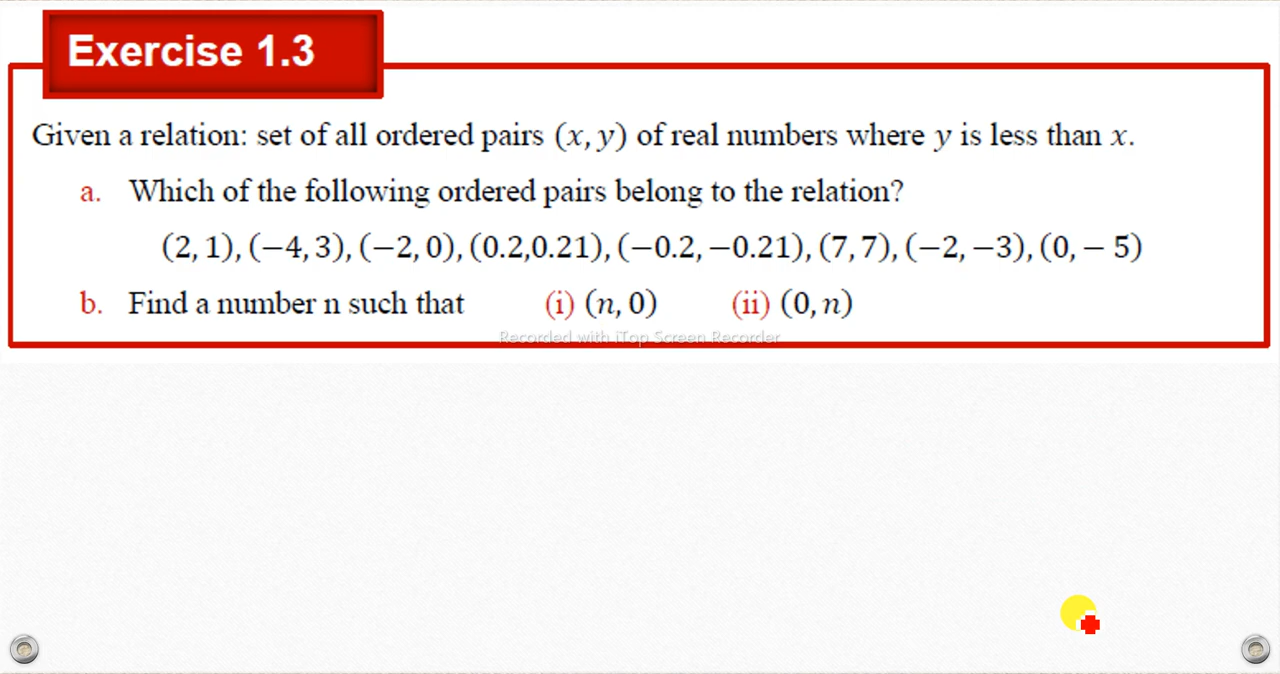 Exercise 1.3
Given a relation: set of all ordered pairs (x, y) of real numbers where y is less than x.
a. Which of the following ordered pairs belong to the relation?
(2, 1), (−4, 3), (−2, 0), (0.2,0.21), (−0.2, −0.21), (7, 7), (−2, −3), (0, − 5)
b. Find a number n such that (i) (n, 0) (ii) (0, n)
Recorded with iTop Screen Recorder